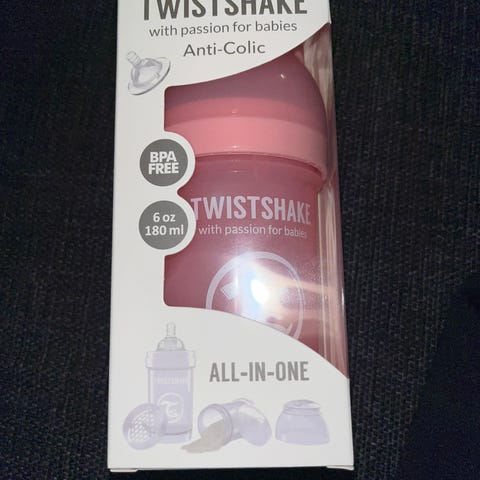 TWISTSHAKE
with passion for babies
Anti-Colic
BPA
FREE
6 oz
180 ml
TWISTSHAKE
with passion for babies
ALL-IN-ONE
TWISTSHAKE